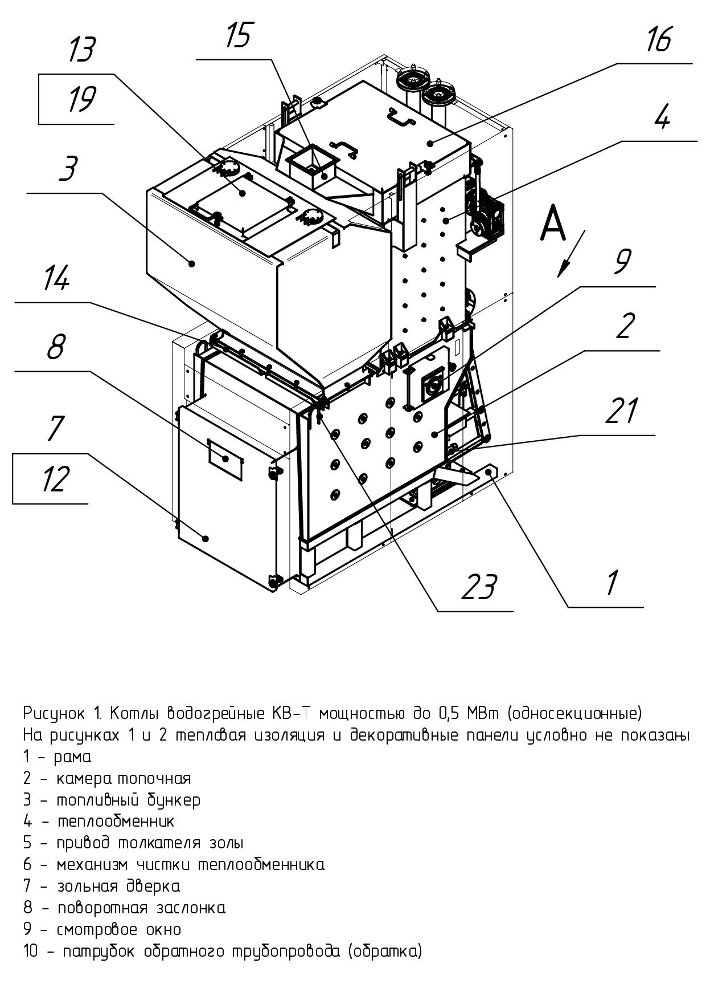 15
16
13
19
4
3
А
9
14
2
8
21
7
12
23
1
Рисунок 1. Котлы водогрейные КВ-Т мощностью до 0,5 МВт (односекционные)
На рисунках 1 и 2 тепловая изоляция и декоративные панели условно не показаны
1 - рама
2 - камера топочная
3 - топливный бункер
4 - теплообменник
5 - привод толкателя золы
6 - механизм чистки теплообменника
7 - зольная дверка
8 - поворотная заслонка
9 - смотровое окно
10 - патрубок обратного трубопровода (обратка)